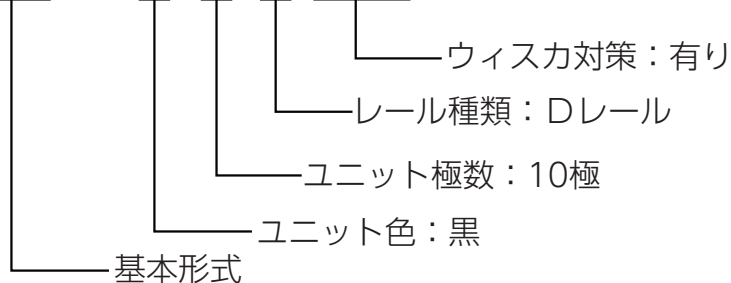 ウィスカ対策：有り
レール種類：Dレール
ユニット極数：10極
ユニット色：黒
基本形式